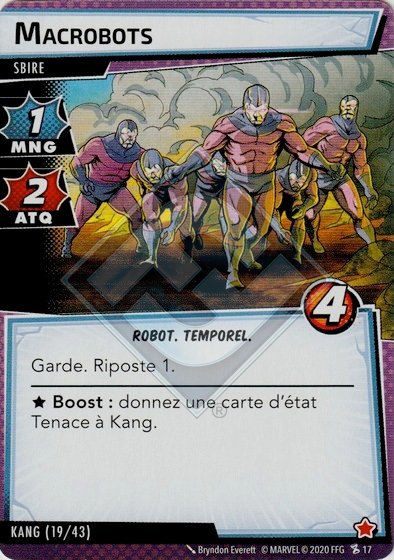 MACROBOTS
SBIRE
1
MNG
2
ATQ
4
ROBOT. TEMPOREL.
Garde. Riposte 1.
★ Boost : donnez une carte d'état
Tenace à Kang.
®
KANG (19/43)
Bryndon Everett © MARVEL © 2020 FFG 17